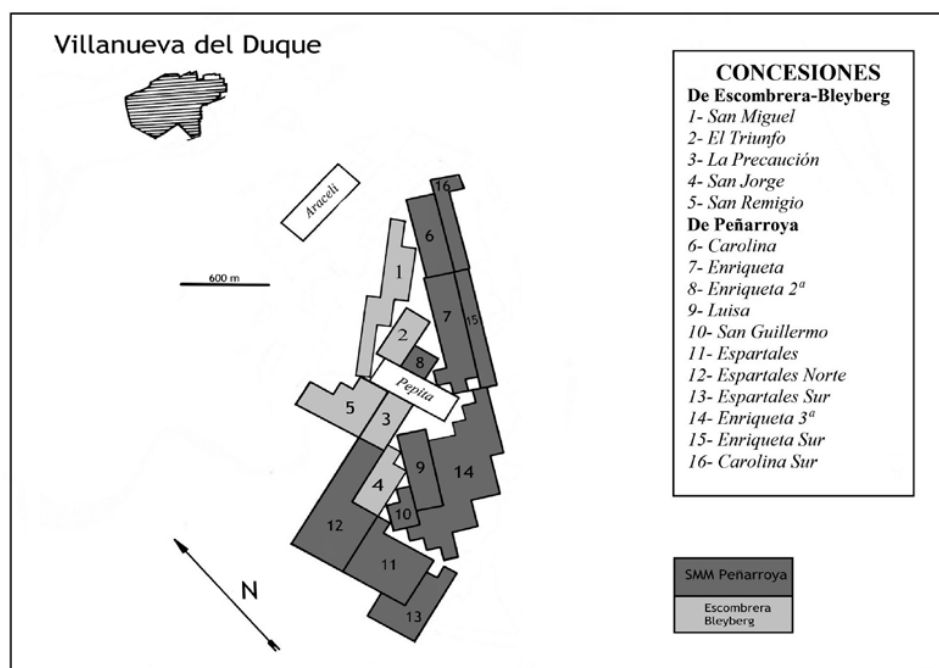 Villanueva del Duque
CONCESIONES
De Escombrera-Bleyberg
1- San Miguel
2- El Triunfo
3- La Precaución
4- San Jorge
5- San Remigio
De Peñarroya
6- Carolina
7- Enriqueta
8- Enriqueta 2ª
9- Luisa
10- San Guillermo
11- Espartales
12- Espartales Norte
13- Espartales Sur
14- Enriqueta 3ª
15- Enriqueta Sur
16- Carolina Sur
Araceli
600 m
16
6
1
7
15
2
8
Pepita
5
3
9
14
4
10
12
11
13
N
SMM Peñarroya
Escombrera
Bleyberg